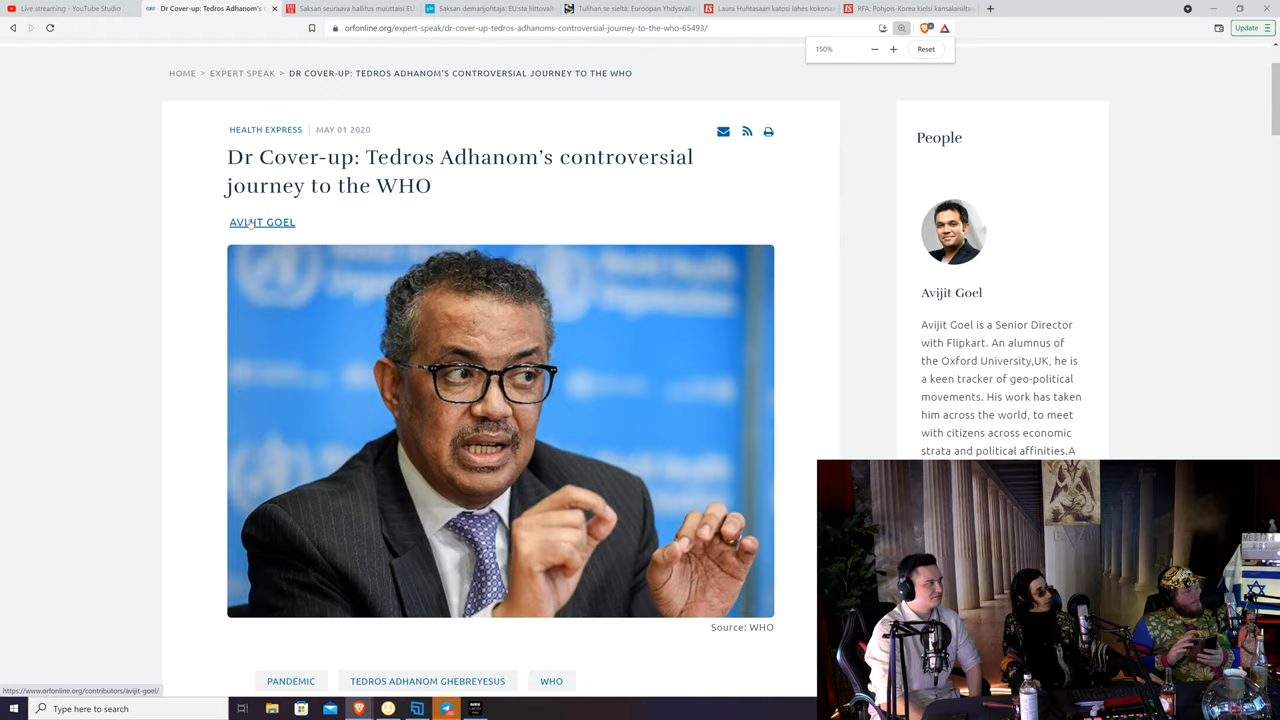 Live streaming - YouTube Studio
Dr Cover-up: Tedros Adhanom's c
Saksan seuraava hallitus muuttaisi EU
Saksan demarijohtaja: EU:sta liittoval
Tulihan se sieltä: Euroopan Yhdysval
Laura Huhtasaari katosi lähes kokonai
RFA: Pohjois-Korea kielsi kansalaisilta
orfonline.org/expert-speak/dr-cover-up-tedros-adhanoms-controversial-journey-to-the-who-65493/
Update
150%
Reset
HOME > EXPERT SPEAK > DR COVER-UP: TEDROS ADHANOM'S CONTROVERSIAL JOURNEY TO THE WHO
HEALTH EXPRESS
MAY 01 2020
Dr Cover-up: Tedros Adhanom's controversial
journey to the WHO
AVIJIT GOEL
Source: WHO
PANDEMIC
TEDROS ADHANOM GHEBREYESUS
WHO
People
Avijit Goel
Avijit Goel is a Senior Director
with Flipkart. An alumnus of
the Oxford University,UK, he is
a keen tracker of geo-political
movements. His work has taken
him across the world, to meet
with citizens across economic
strata and political affinities.A
https://www.orfonline.org/contributors/avijit-goel/
Type here to search